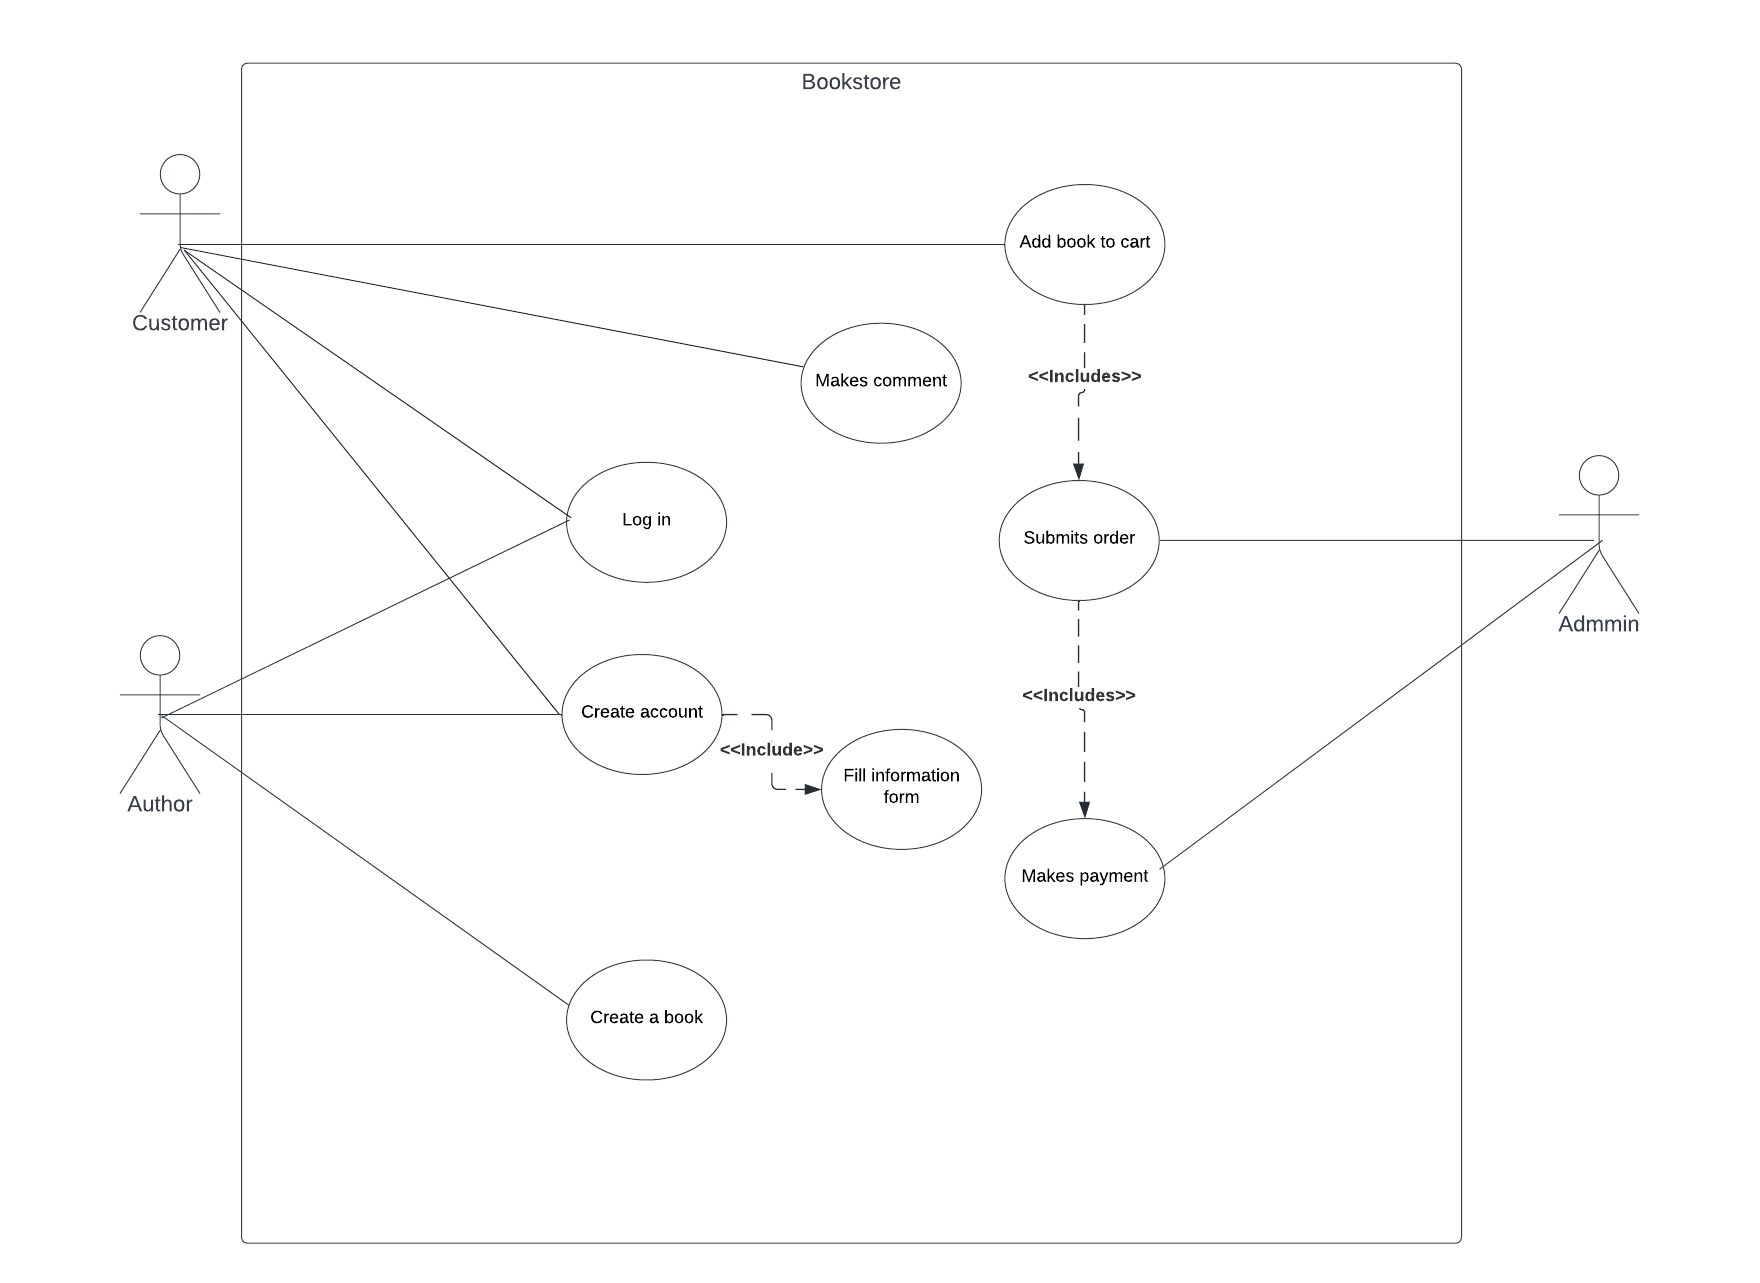 Bookstore
Add book to cart
Customer
<<Includes>>
Makes comment
Log in
Submits order
Admmin
<<Includes>>
Create account
<<Include>>
Fill information
form
Author
Makes payment
Create a book